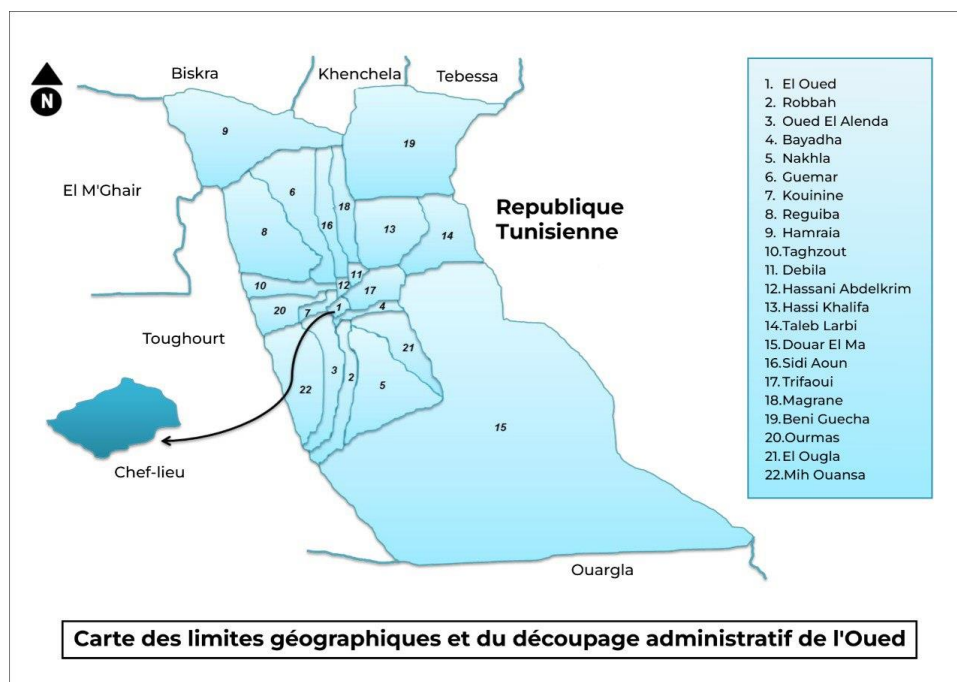 Biskra
Khenchela
Tebessa
N
El M'Ghair
Republique
Tunisienne
Toughourt
Chef-lieu
Ouargla
9
19
6
18
16
8
13
14
11
10
12
17
20
7
1
4
21
3
2
5
22
15
1. El Oued
2. Robbah
3. Oued El Alenda
4. Bayadha
5. Nakhla
6. Guemar
7. Kouinine
8. Reguiba
9. Hamraia
10.Taghzout
11. Debila
12.Hassani Abdelkrim
13.Hassi Khalifa
14.Taleb Larbi
15.Douar El Ma
16.Sidi Aoun
17.Trifaoui
18.Magrane
19.Beni Guecha
20.Ourmas
21.El Ougla
22.Mih Ouansa
Carte des limites géographiques et du découpage administratif de l'Oued